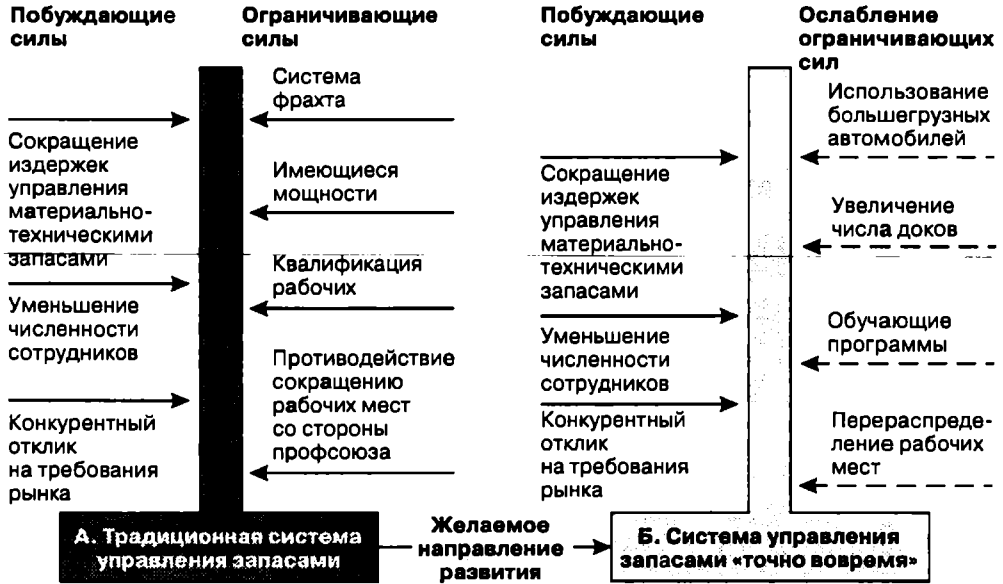 Побуждающие
силы
Ограничивающие
силы
Система
фрахта
Сокращение
издержек
управления
материально-
техническими
запасами
Имеющиеся
мощности
Квалификация
рабочих
Уменьшение
численности
сотрудников
Противодействие
сокращению
рабочих мест
со стороны
профсоюза
Конкурентный
отклик
на требования
рынка
А. Традиционная система
управления запасами
Желаемое
направление
развития
Побуждающие
силы
Ослабление
ограничивающих
сил
Использование
большегрузных
автомобилей
Сокращение
издержек
управления
материально-
техническими
запасами
Увеличение
числа доков
Уменьшение
численности
сотрудников
Обучающие
программы
Конкурентный
отклик
на требования
рынка
Перераспреде-
ление рабочих
мест
Б. Система управления
запасами «точно вовремя»